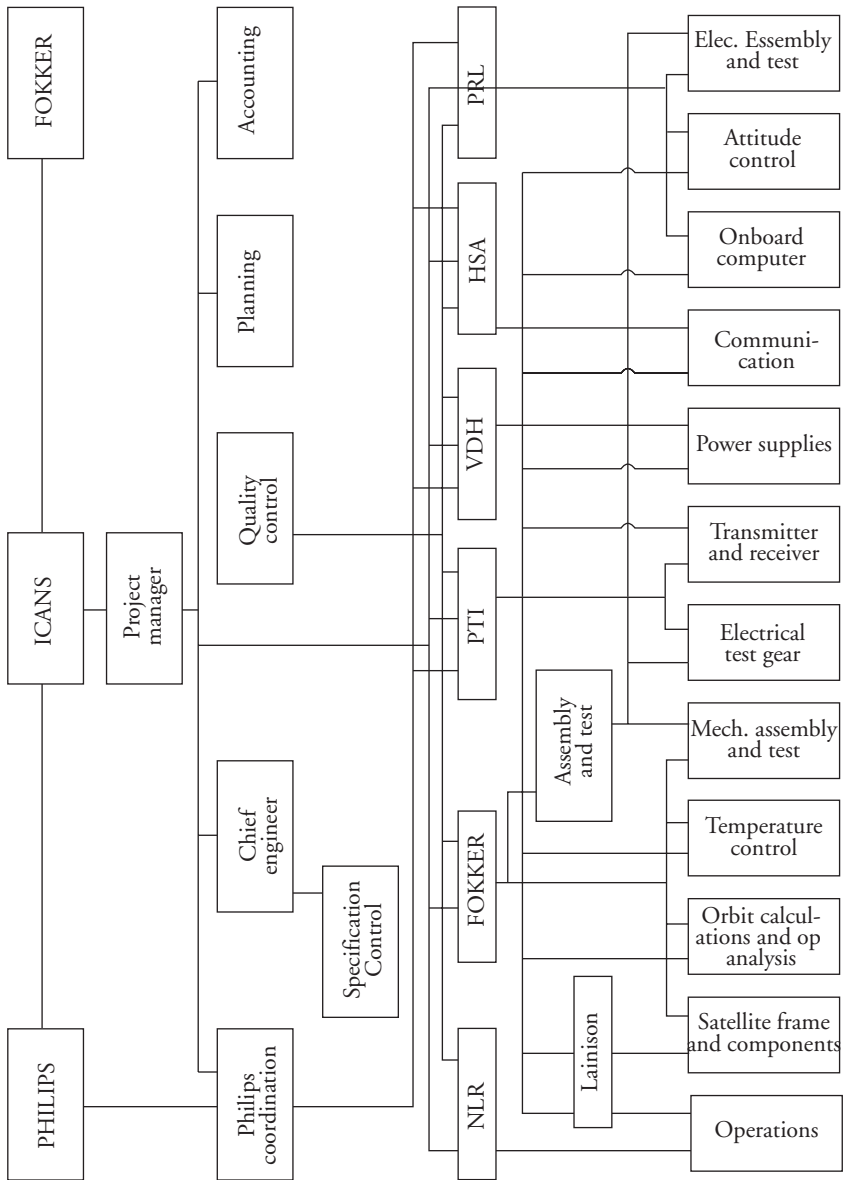 PHILIPS
ICANS
FOKKER
Project
manager
Philips
coordination
Chief
engineer
Quality
control
Planning
Accounting
Specification
Control
NLR
FOKKER
PTI
VDH
HSA
PRL
Lainison
Assembly
and test
Operations
Satellite frame
and components
Orbit calcul-
ations and op
analysis
Temperature
control
Mech. assembly
and test
Electrical
test gear
Transmitter
and receiver
Power supplies
Communi-
cation
Onboard
computer
Attitude
control
Elec. Essembly
and test